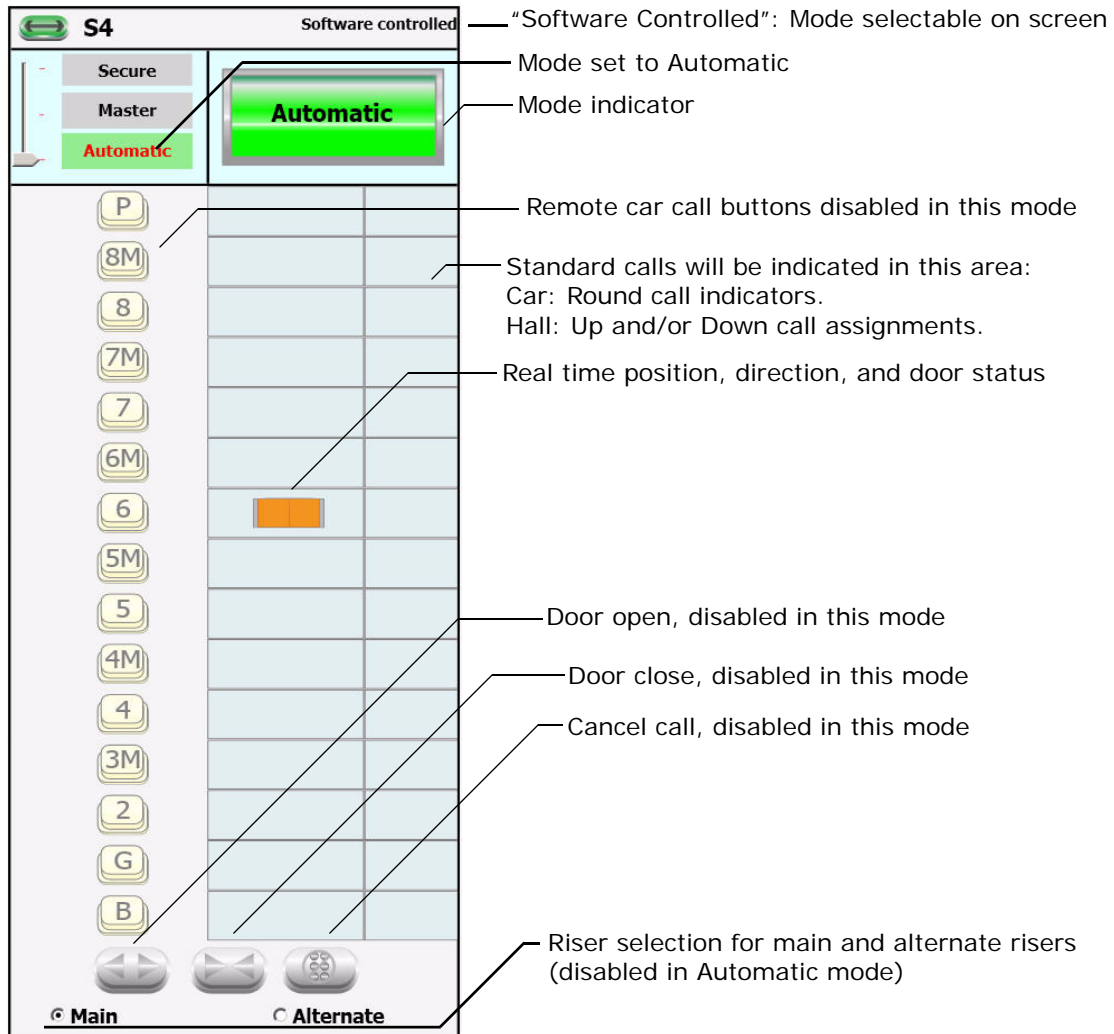 S4
Software controlled
"Software Controlled": Mode selectable on screen
Secure
Master
Automatic
Automatic
Mode set to Automatic
Mode indicator
P
8M
8
7M
7
6M
6
5M
5
4M
4
3M
2
G
B
Remote car call buttons disabled in this mode
Standard calls will be indicated in this area:
Car: Round call indicators.
Hall: Up and/or Down call assignments.
Real time position, direction, and door status
Door open, disabled in this mode
Door close, disabled in this mode
Cancel call, disabled in this mode
Riser selection for main and alternate risers
(disabled in Automatic mode)
Main
Alternate